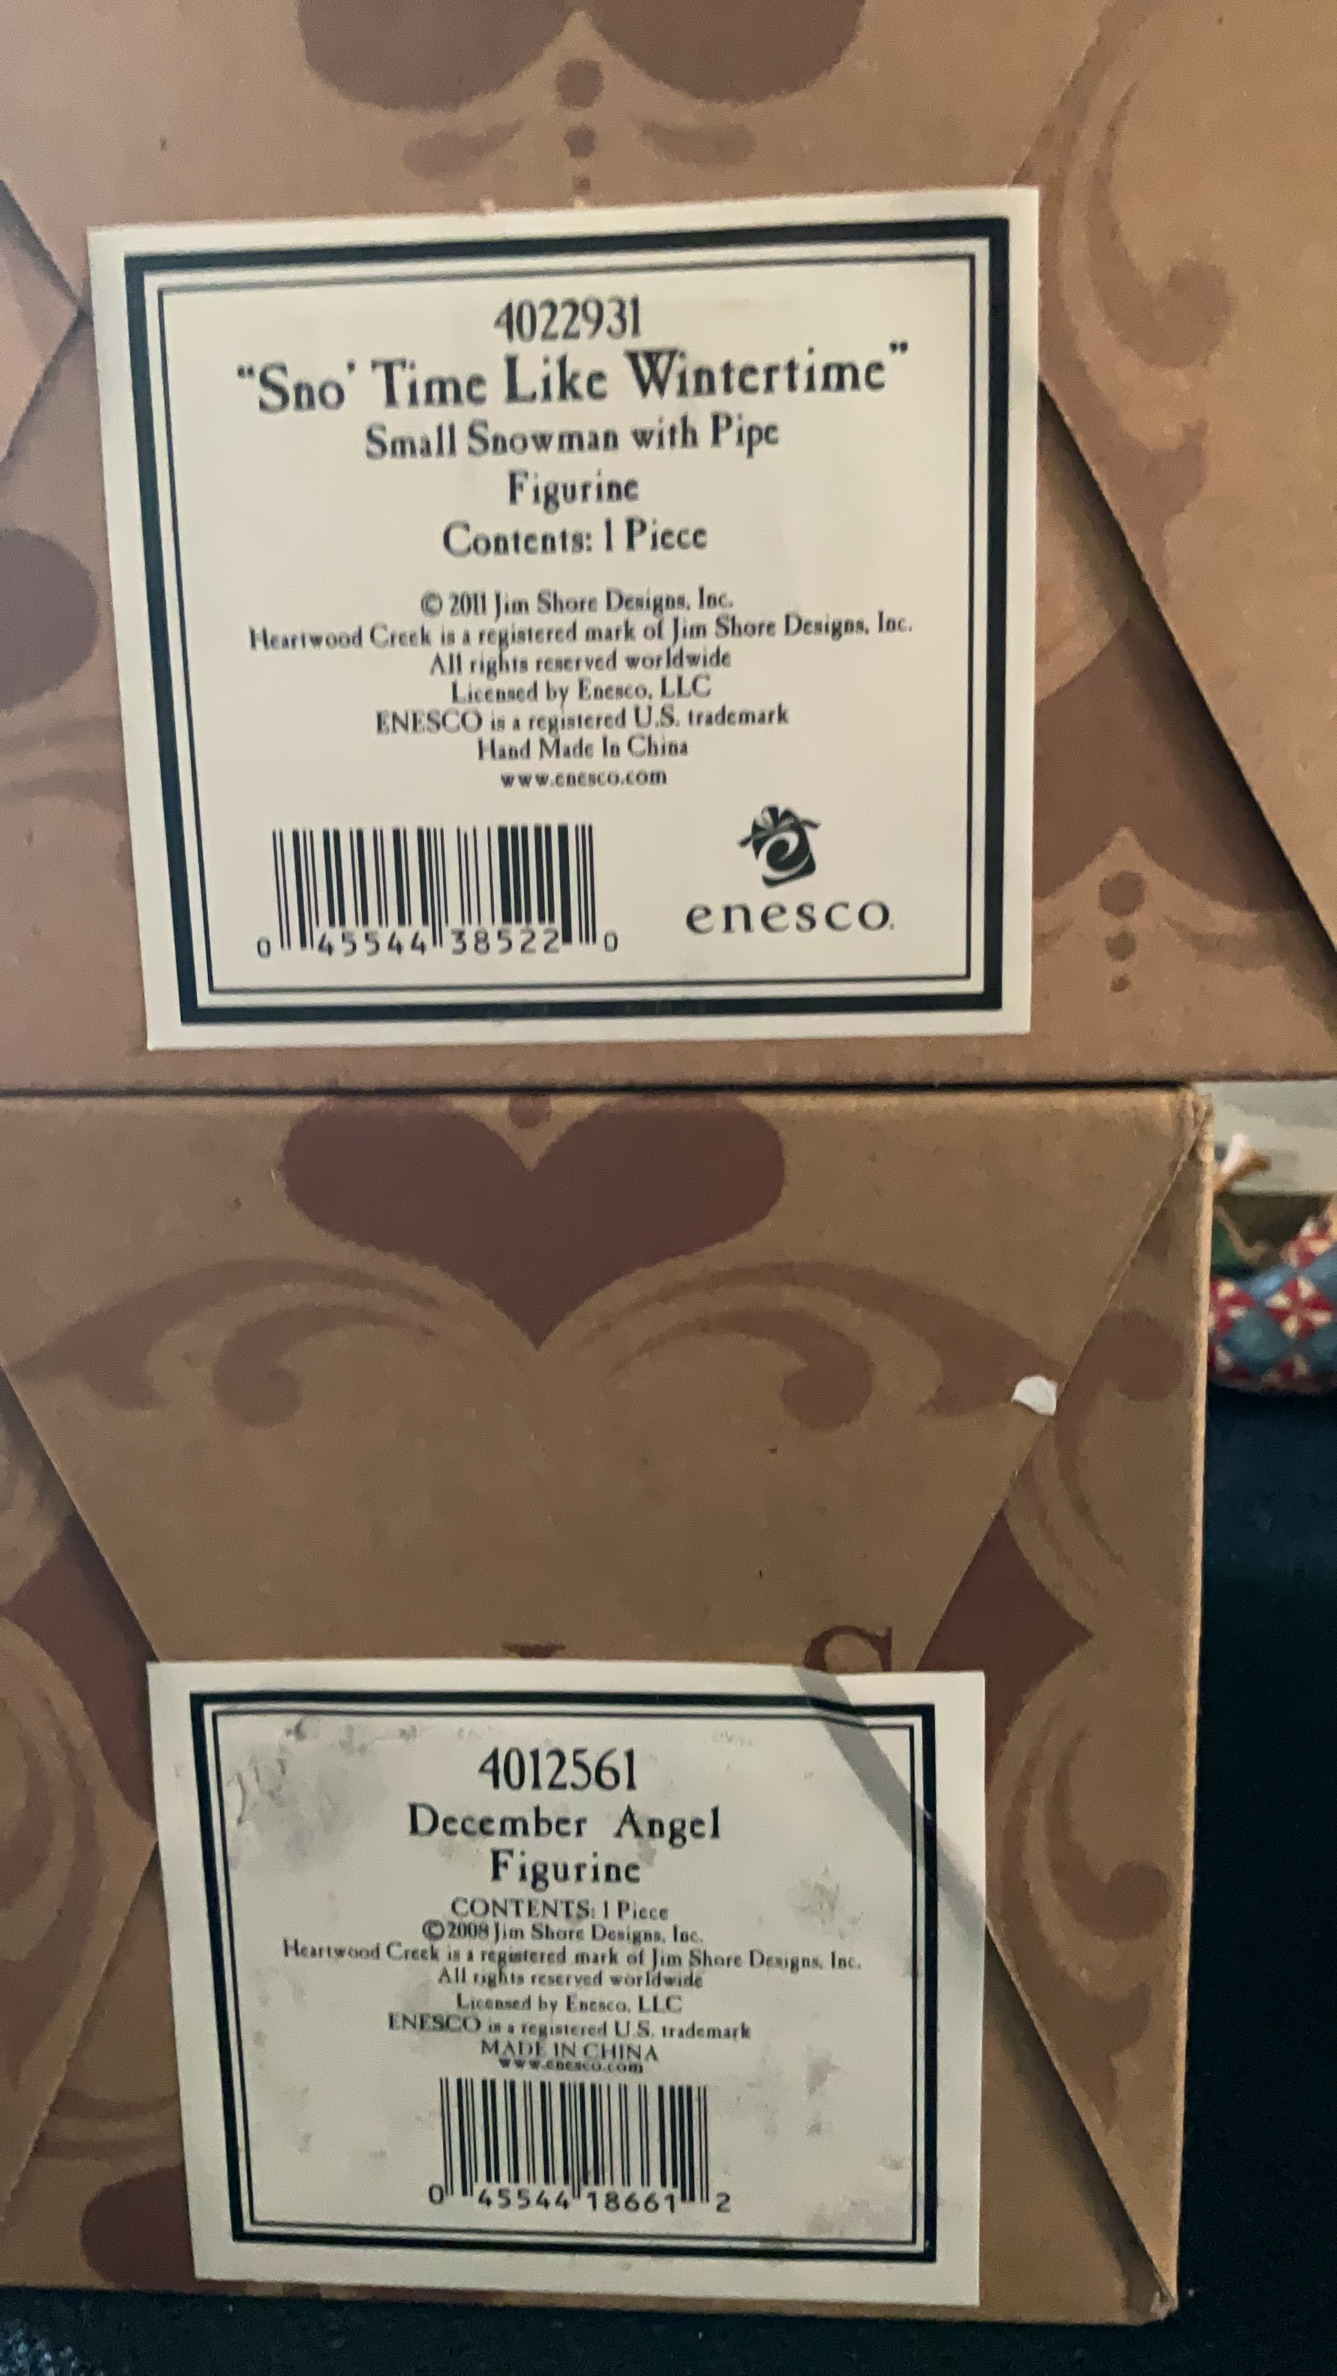 4022931
“Sno’ Time Like Wintertime”
Small Snowman with Pipe
Figurine
Contents: 1 Piece
© 2011 Jim Shore Designs, Inc.
Heartwood Creek is a registered mark of Jim Shore Designs, Inc.
All rights reserved worldwide
Licensed by Enesco, LLC
ENESCO is a registered U.S. trademark
Hand Made In China
www.enesco.com
0 45544 38522 0
enesco.
S
4012561
December Angel
Figurine
CONTENTS: 1 Piece
©2008 Jim Shore Designs, Inc.
Heartwood Creek is a registered mark of Jim Shore Designs, Inc.
All rights reserved worldwide
Licensed by Enesco, LLC
ENESCO is a registered U.S. trademark
MADE IN CHINA
www.enesco.com
0 45544 18661 2